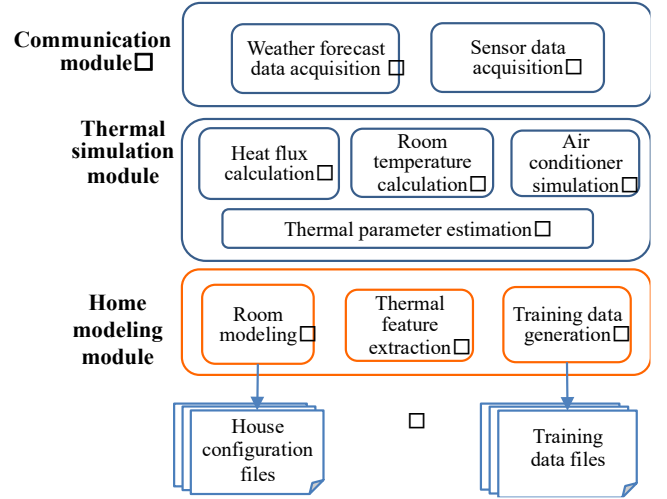 Communication
module
Weather forecast
data acquisition
Sensor data
acquisition
Thermal
simulation
module
Heat flux
calculation
Room
temperature
calculation
Air
conditioner
simulation
Thermal parameter estimation
Home
modeling
module
Room
modeling
Thermal
feature
extraction
Training data
generation
House
configuration
files
Training
data files